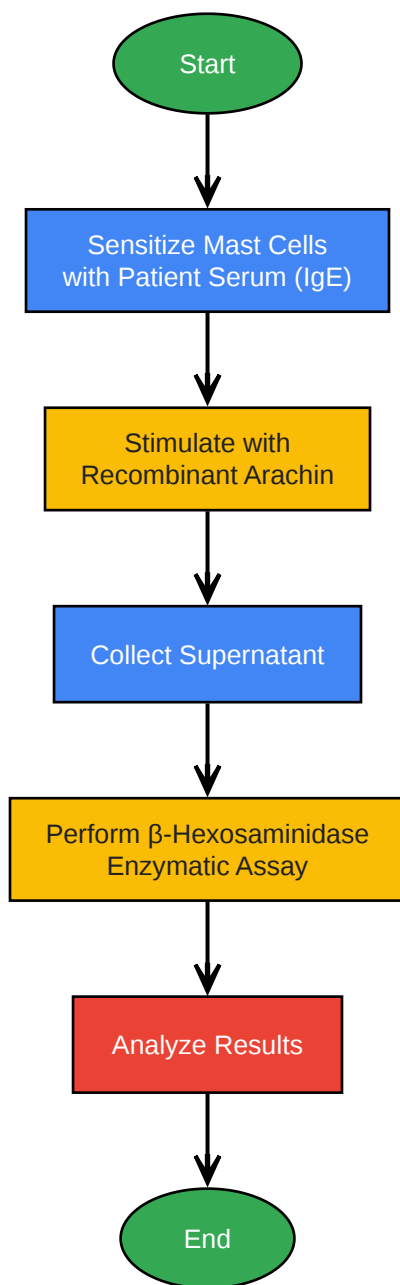 Start
Sensitize Mast Cells
with Patient Serum (IgE)
Stimulate with
Recombinant Arachin
Collect Supernatant
Perform β-Hexosaminidase
Enzymatic Assay
Analyze Results
End